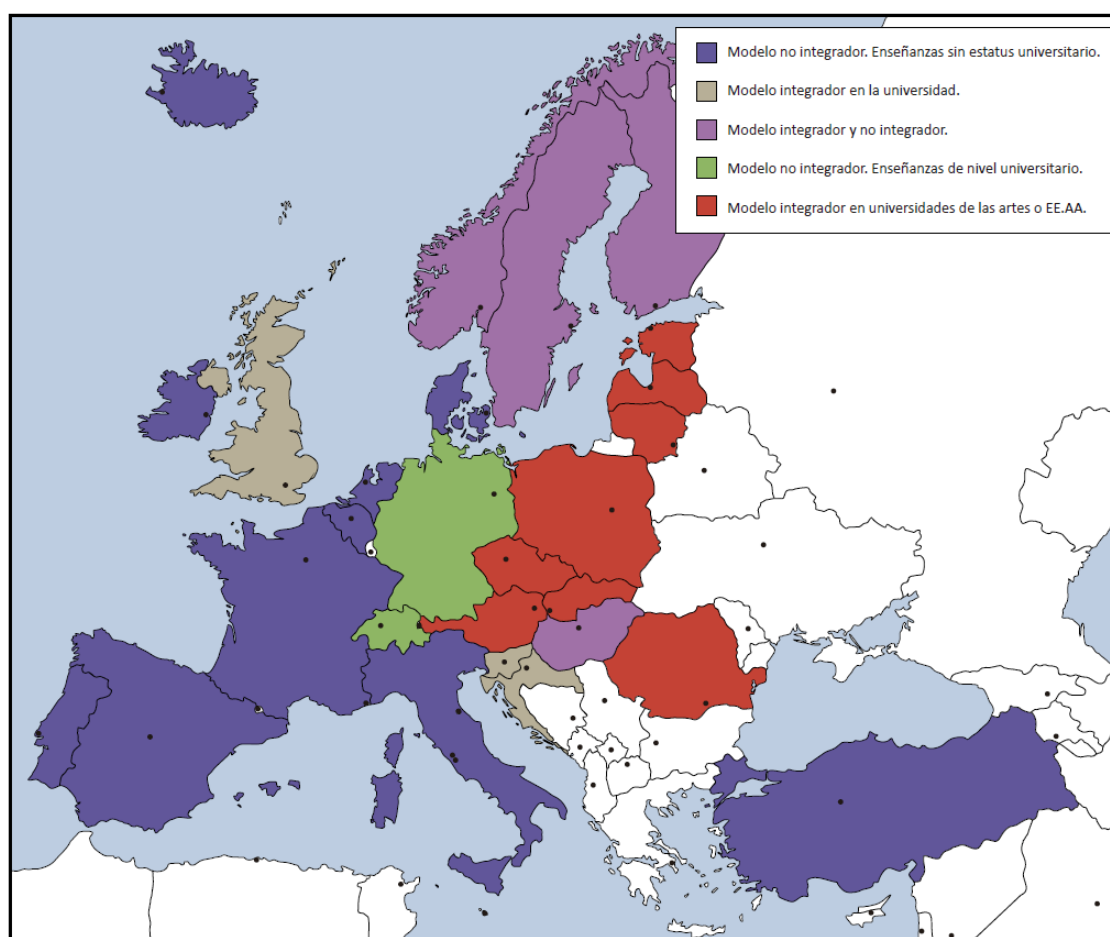 Modelo no integrador. Enseñanzas sin estatus universitario.
Modelo integrador en la universidad.
Modelo integrador y no integrador.
Modelo no integrador. Enseñanzas de nivel universitario.
Modelo integrador en universidades de las artes o EE.AA.